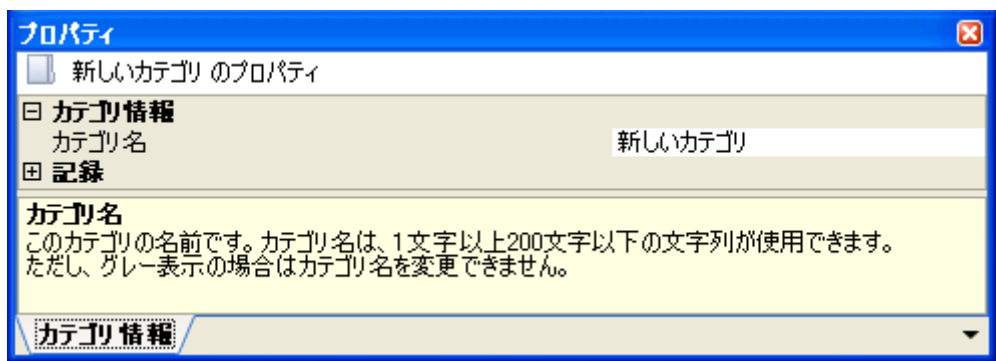 プロパティ
新しいカテゴリ のプロパティ
カテゴリ情報
カテゴリ名 新しいカテゴリ
記録
カテゴリ名
このカテゴリの名前です。カテゴリ名は、1文字以上200文字以下の文字列が使用できます。
ただし、グレー表示の場合はカテゴリ名を変更できません。
カテゴリ情報